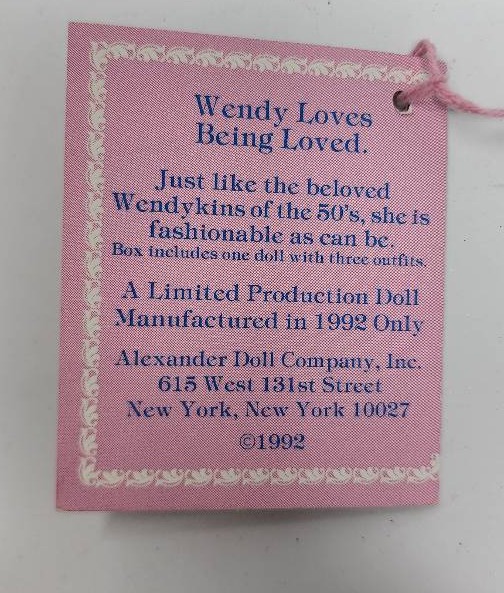 Wendy Loves
Being Loved.
Just like the beloved
Wendykins of the 50's, she is
fashionable as can be.
Box includes one doll with three outfits.
A Limited Production Doll
Manufactured in 1992 Only
Alexander Doll Company, Inc.
615 West 131st Street
New York, New York 10027
©1992